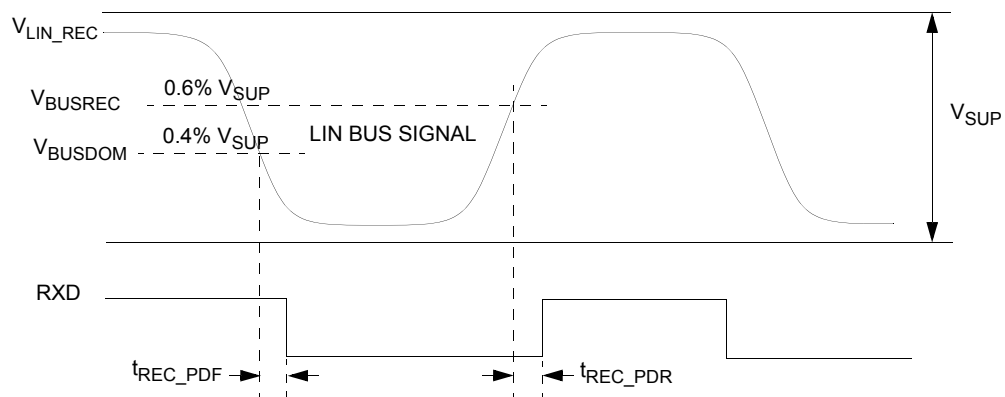 VLIN_REC
0.6% VSUP
VBUSREC
VSUP
0.4% VSUP
LIN BUS SIGNAL
VBUSDOM
RXD
tREC_PDF
tREC_PDR